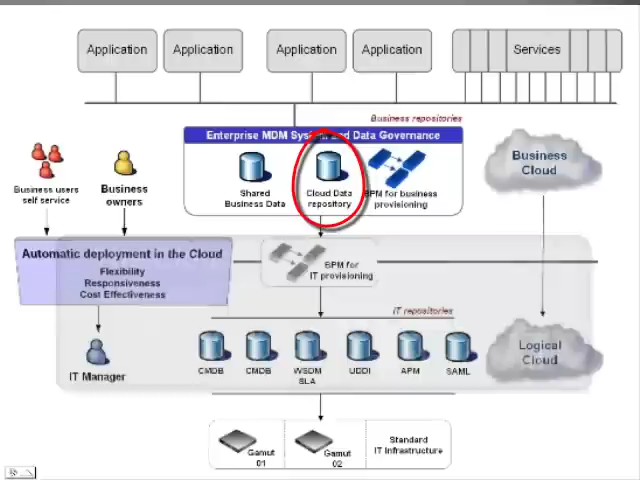 Application
Application
Application
Application
Services
Business repositories
Enterprise MDM System and Data Governance
Shared
Business Data
Cloud Data
repository
BPM for business
provisioning
Business
Cloud
Business users
self service
Business
owners
Automatic deployment in the Cloud
Flexibility
Responsiveness
Cost Effectiveness
BPM for
IT provisioning
IT repositories
CMDB
CMDB
WSDM
SLA
UDDI
APM
SAML
Logical
Cloud
IT Manager
Gamut
01
Gamut
02
Standard
IT Infrastructure